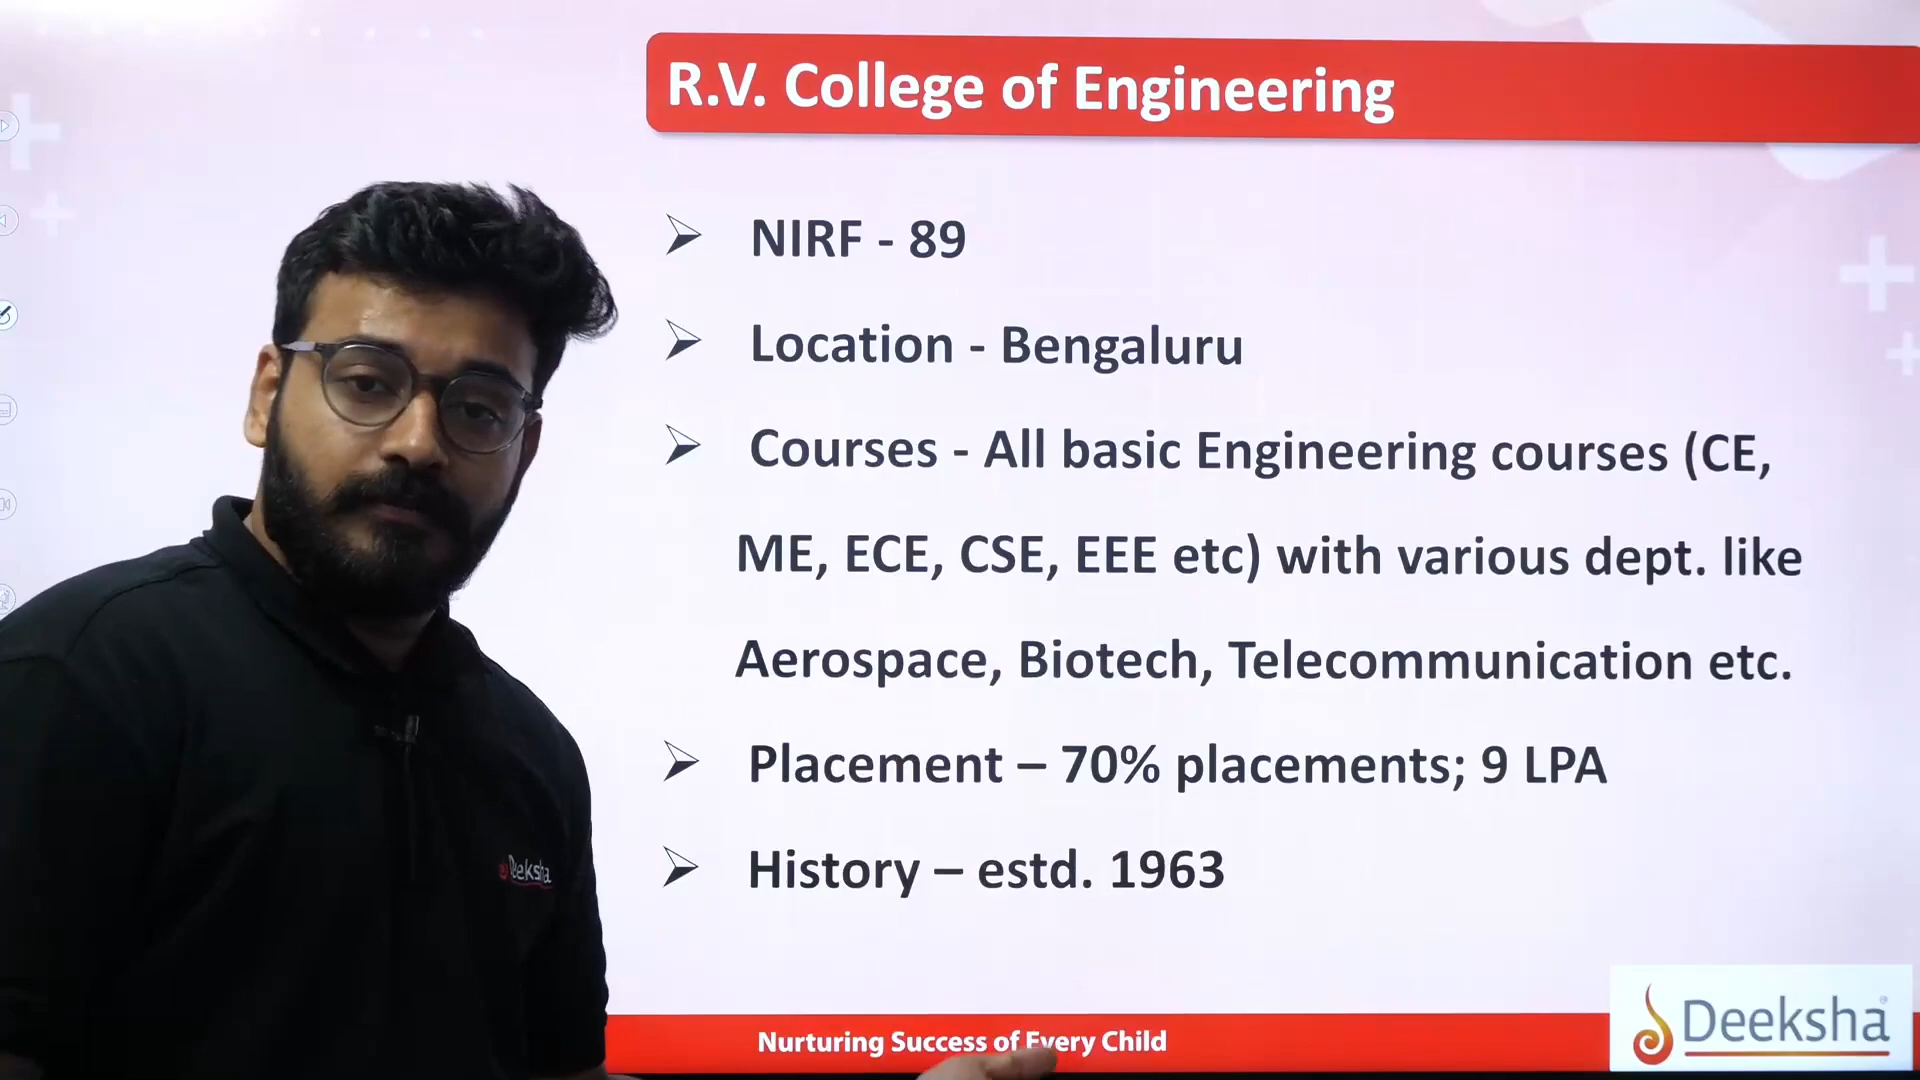 R.V. College of Engineering
NIRF - 89
Location - Bengaluru
Courses - All basic Engineering courses (CE,
ME, ECE, CSE, EEE etc) with various dept. like
Aerospace, Biotech, Telecommunication etc.
Placement – 70% placements; 9 LPA
History – estd. 1963
Deeksha
Nurturing Success of Every Child
Deeksha